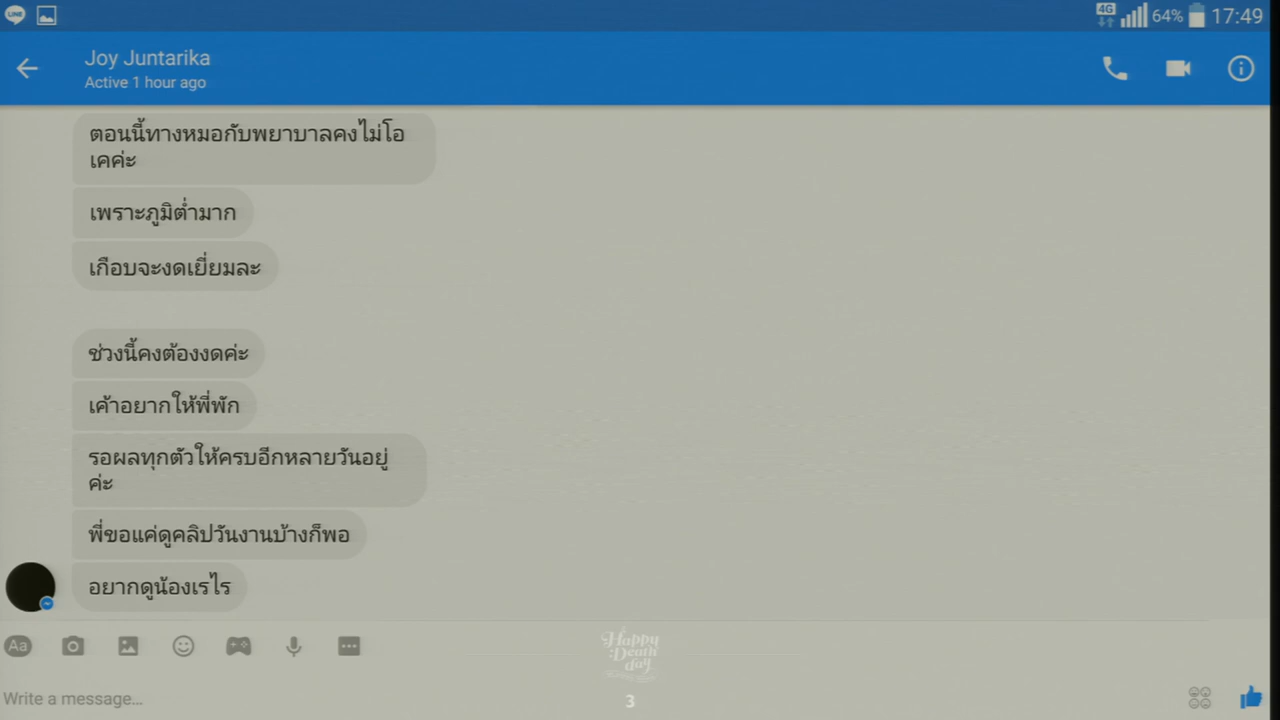 LINE
4G
64%
17:49
Joy Juntarika
Active 1 hour ago
ตอนนี้ทางหมอกับพยาบาลคงไม่โอ
เคค่ะ
เพราะภูมิต่ำมาก
เกือบจะงดเยี่ยมละ
ช่วงนี้คงต้องงดค่ะ
เค้าอยากให้พี่พัก
รอผลทุกตัวให้ครบอีกหลายวันอยู่
ค่ะ
พี่ขอแค่ดูคลิปวันงานบ้างก็พอ
อยากดูน้องเรไร
Aa
Happy
Death
day
Write a message...
3